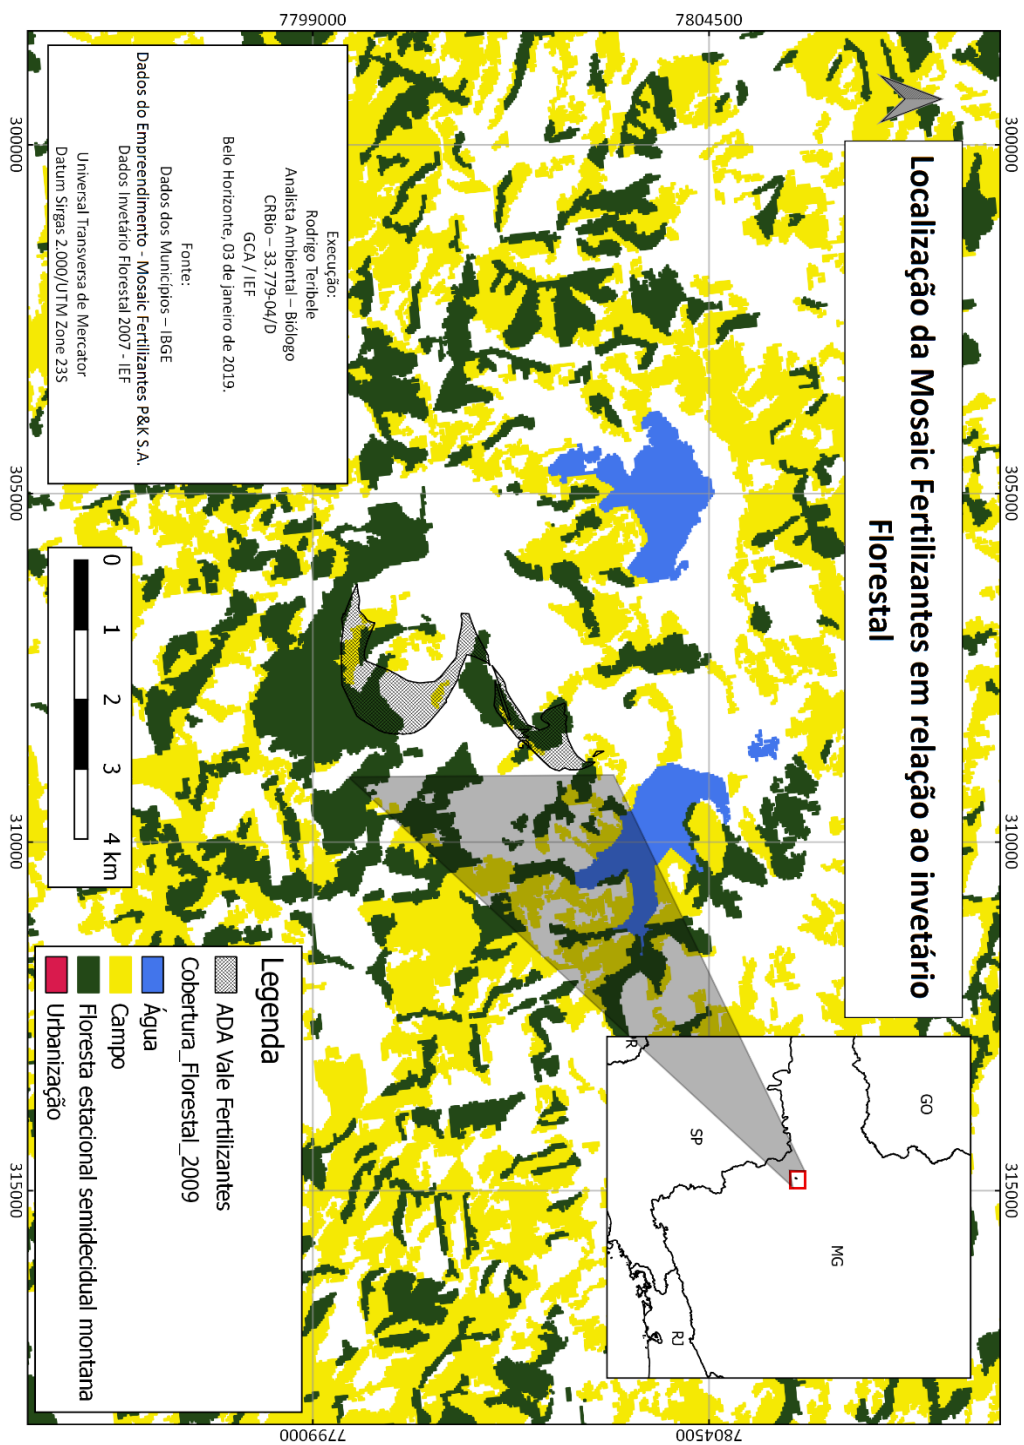 Localização da Mosaic Fertilizantes em relação ao invetário
Florestal
300000
305000
310000
315000
7804500
7799000
7804500
7799000
300000
305000
310000
315000
GO
MG
SP
RJ
PR
MG
Execução:
Rodrigo Teribele
Analista Ambiental – Biólogo
CRBio – 33.779-04/D
GCA / IEF
Belo Horizonte, 03 de janeiro de 2019.
Fonte:
Dados dos Municípios – IBGE
Dados do Empreendimento - Mosaic Fertilizantes P&K S.A.
Dados Invetário Florestal 2007 - IEF
Universal Transversa de Mercator
Datum Sirgas 2.000/UTM Zone 23S
0 1 2 3 4 km
Legenda
ADA Vale Fertilizantes
Cobertura_Florestal_2009
Água
Campo
Floresta estacional semidecidual montana
Urbanização